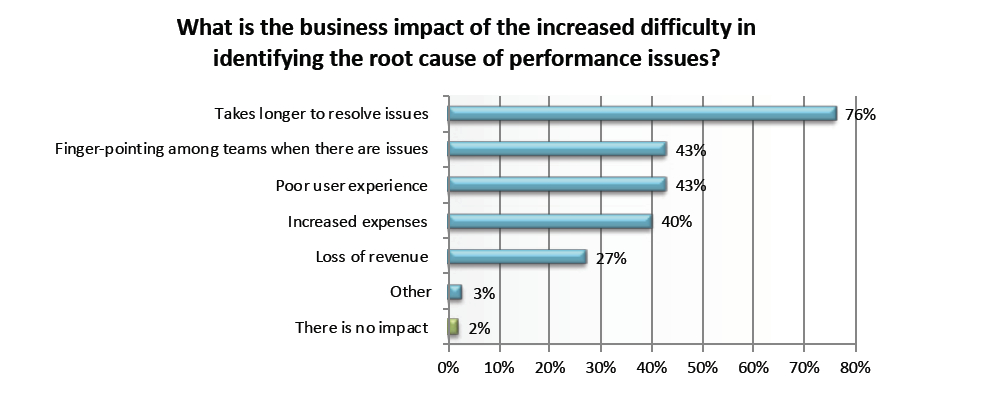 What is the business impact of the increased difficulty in
identifying the root cause of performance issues?
Takes longer to resolve issues 76%
Finger-pointing among teams when there are issues 43%
Poor user experience 43%
Increased expenses 40%
Loss of revenue 27%
Other 3%
There is no impact 2%
0% 10% 20% 30% 40% 50% 60% 70% 80%